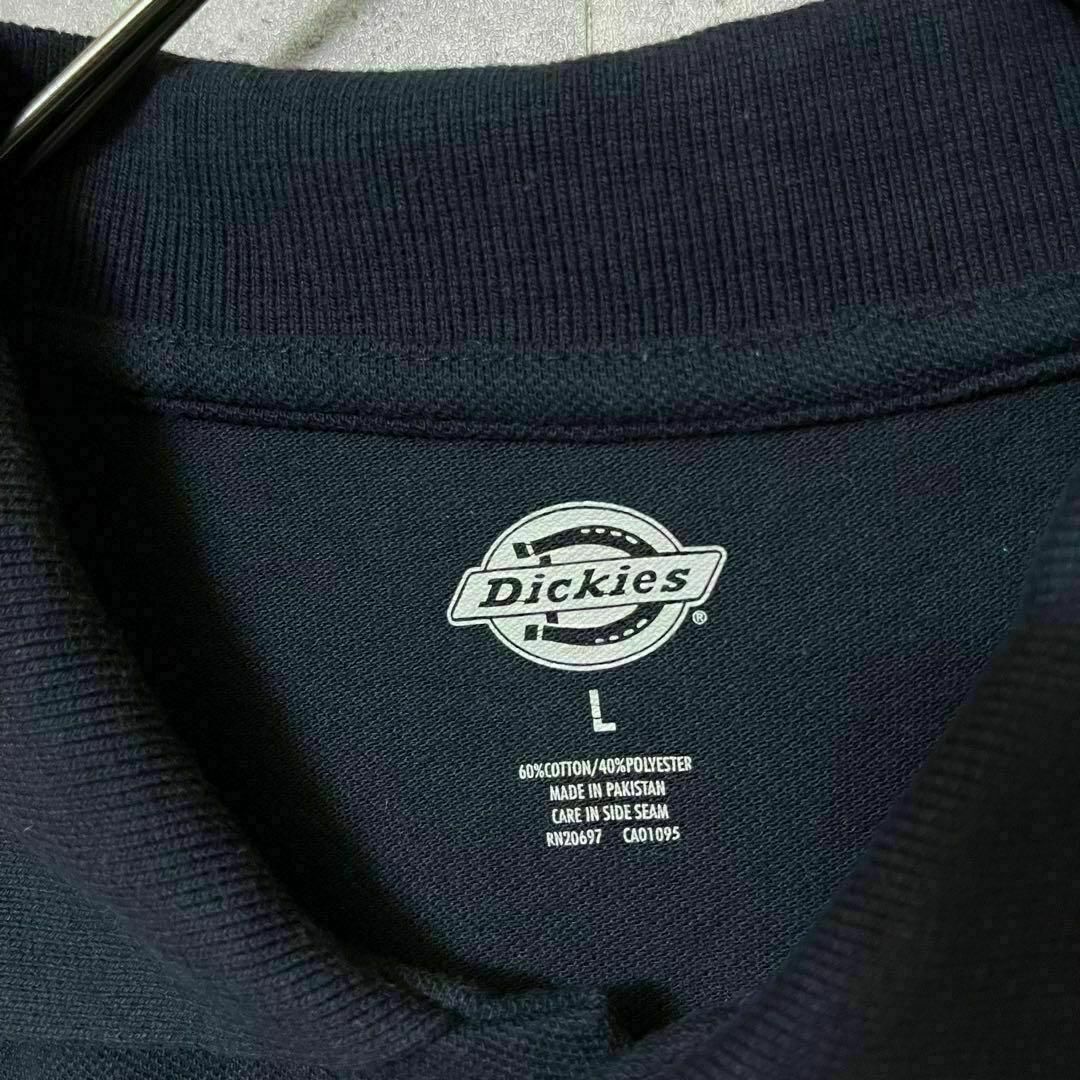 Dickies®
L
60%COTTON/40%POLYESTER
MADE IN PAKISTAN
CARE IN SIDE SEAM
RN20697 CA01095